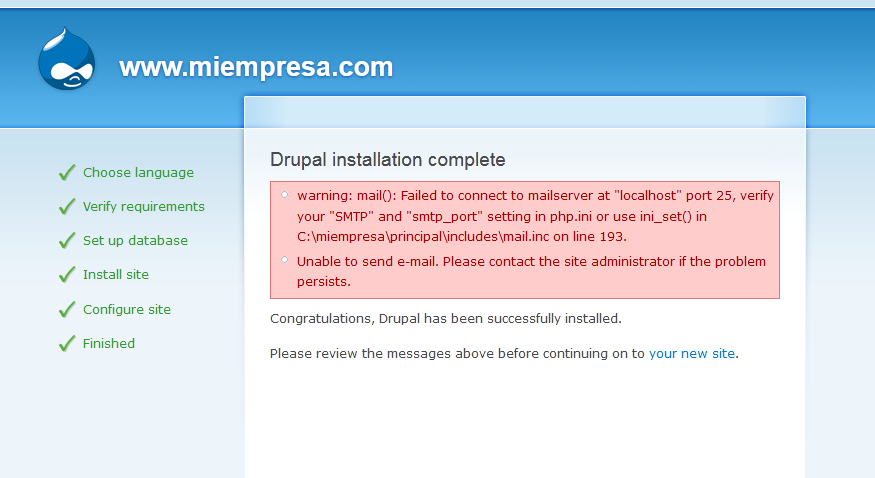 www.miempresa.com
Choose language
Verify requirements
Set up database
Install site
Configure site
Finished
Drupal installation complete
warning: mail(): Failed to connect to mailserver at "localhost" port 25, verify
your "SMTP" and "smtp_port" setting in php.ini or use ini_set() in
C:\miempresa\principal\includes\mail.inc on line 193.
Unable to send e-mail. Please contact the site administrator if the problem
persists.
Congratulations, Drupal has been successfully installed.
Please review the messages above before continuing on to your new site.